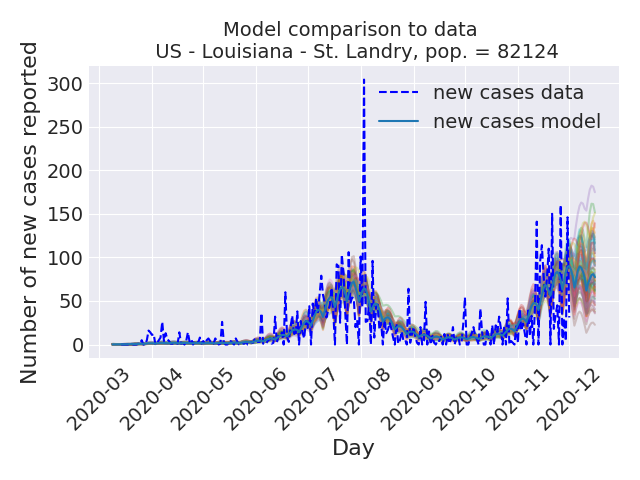 Model comparison to data
US - Louisiana - St. Landry, pop. = 82124
Number of new cases reported
300
250
200
150
100
50
0
new cases data
new cases model
2020-03
2020-04
2020-05
2020-06
2020-07
2020-08
2020-09
2020-10
2020-11
2020-12
Day